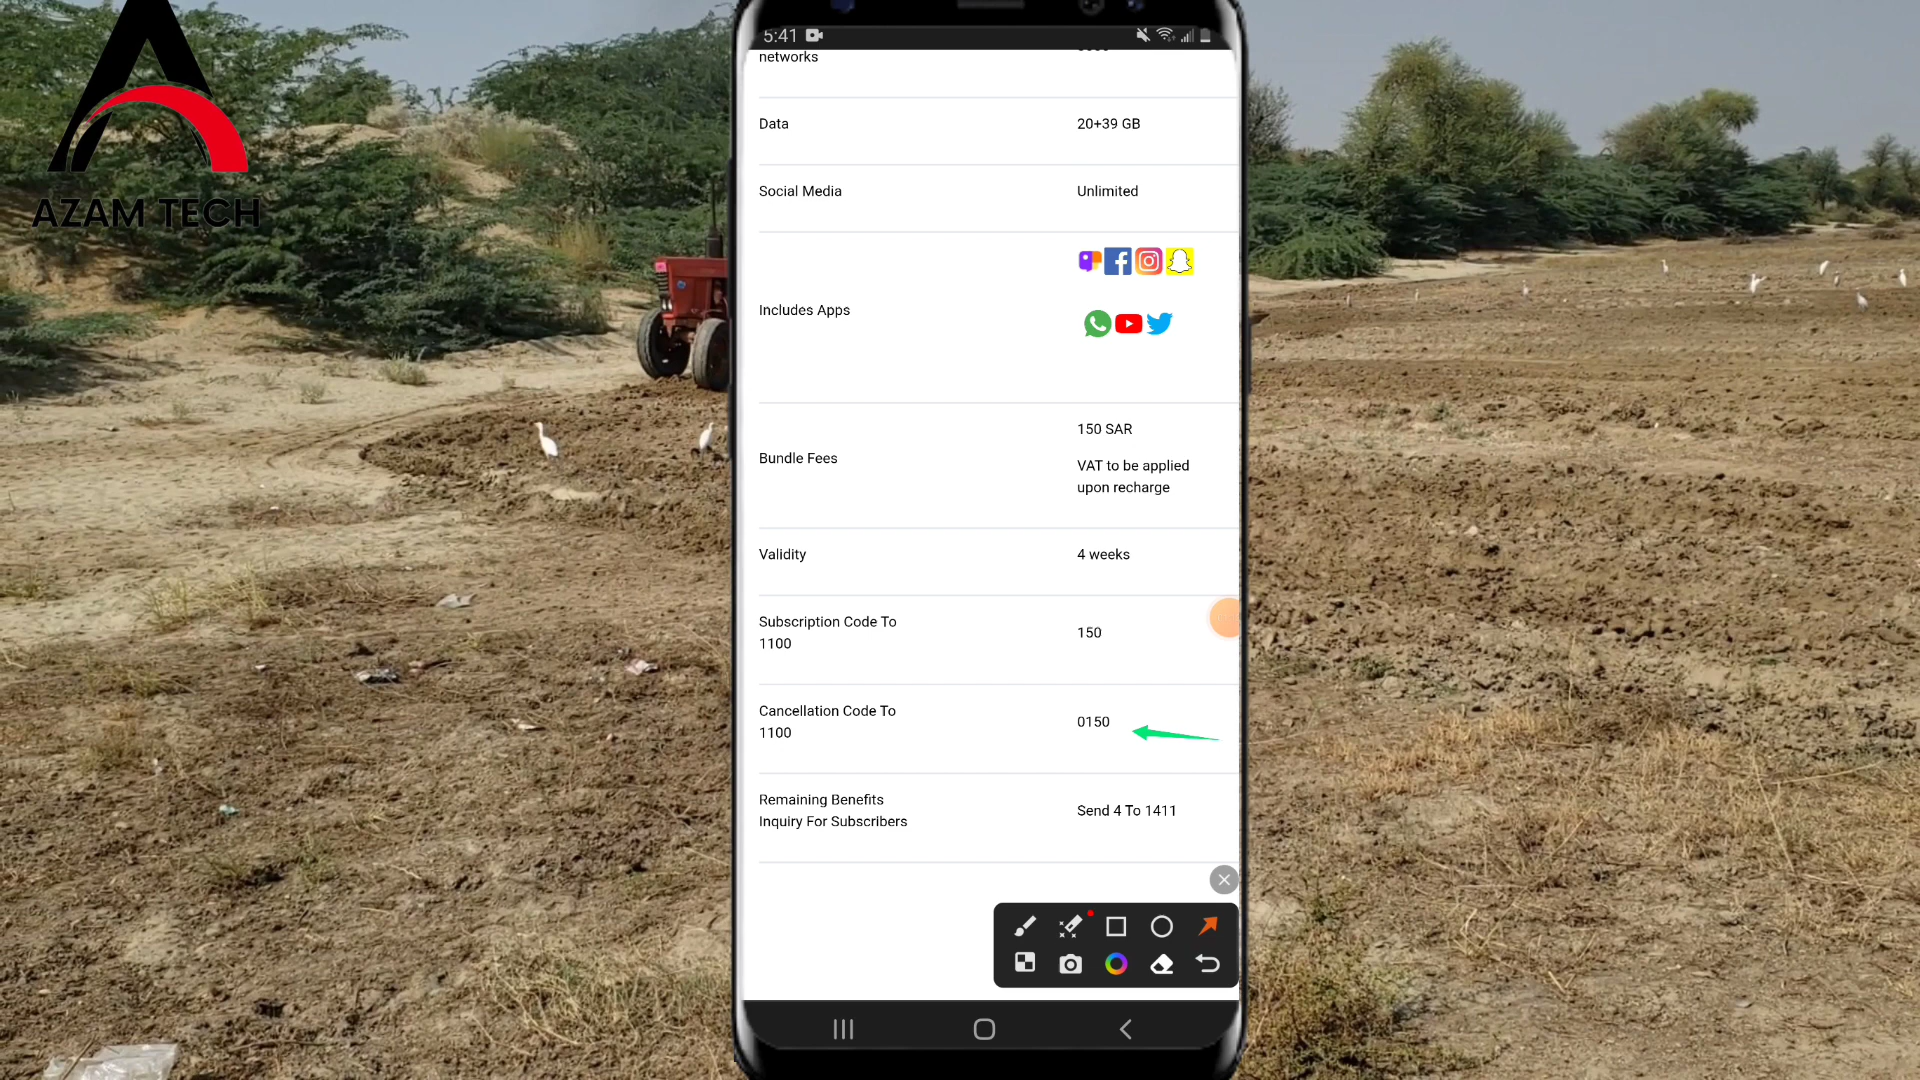 AZAM TECH
5:41
networks
Data 20+39 GB
Social Media Unlimited
Includes Apps
Bundle Fees 150 SAR
VAT to be applied
upon recharge
Validity 4 weeks
Subscription Code To
1100 150
Cancellation Code To
1100 0150
Remaining Benefits
Inquiry For Subscribers Send 4 To 1411